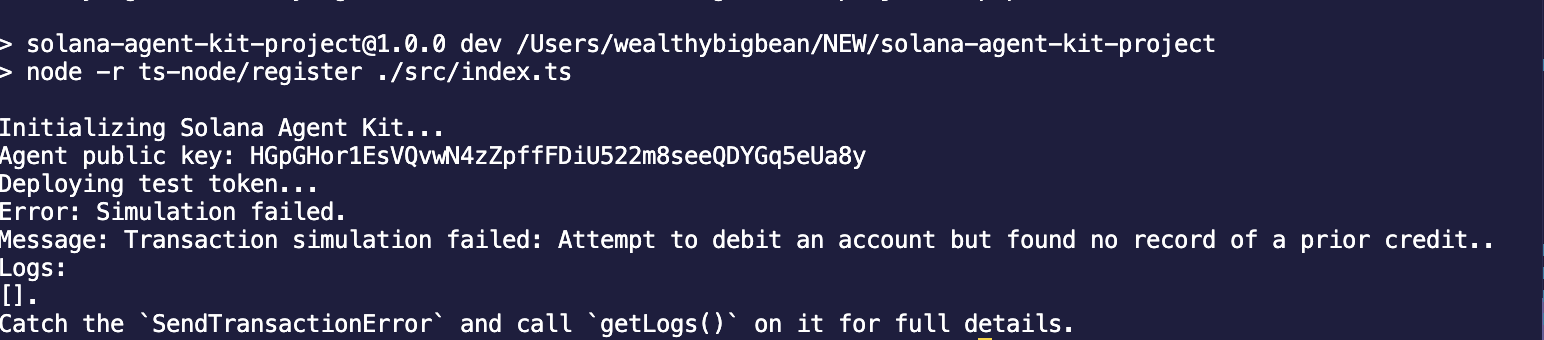 > solana-agent-kit-project@1.0.0 dev /Users/wealthybigbean/NEW/solana-agent-kit-project
> node -r ts-node/register ./src/index.ts
Initializing Solana Agent Kit...
Agent public key: HGpGHor1EsVQvwN4zZpffFDiU522m8seeQDYGq5eUa8y
Deploying test token...
Error: Simulation failed.
Message: Transaction simulation failed: Attempt to debit an account but found no record of a prior credit..
Logs:
[].
Catch the `SendTransactionError` and call `getLogs()` on it for full details.